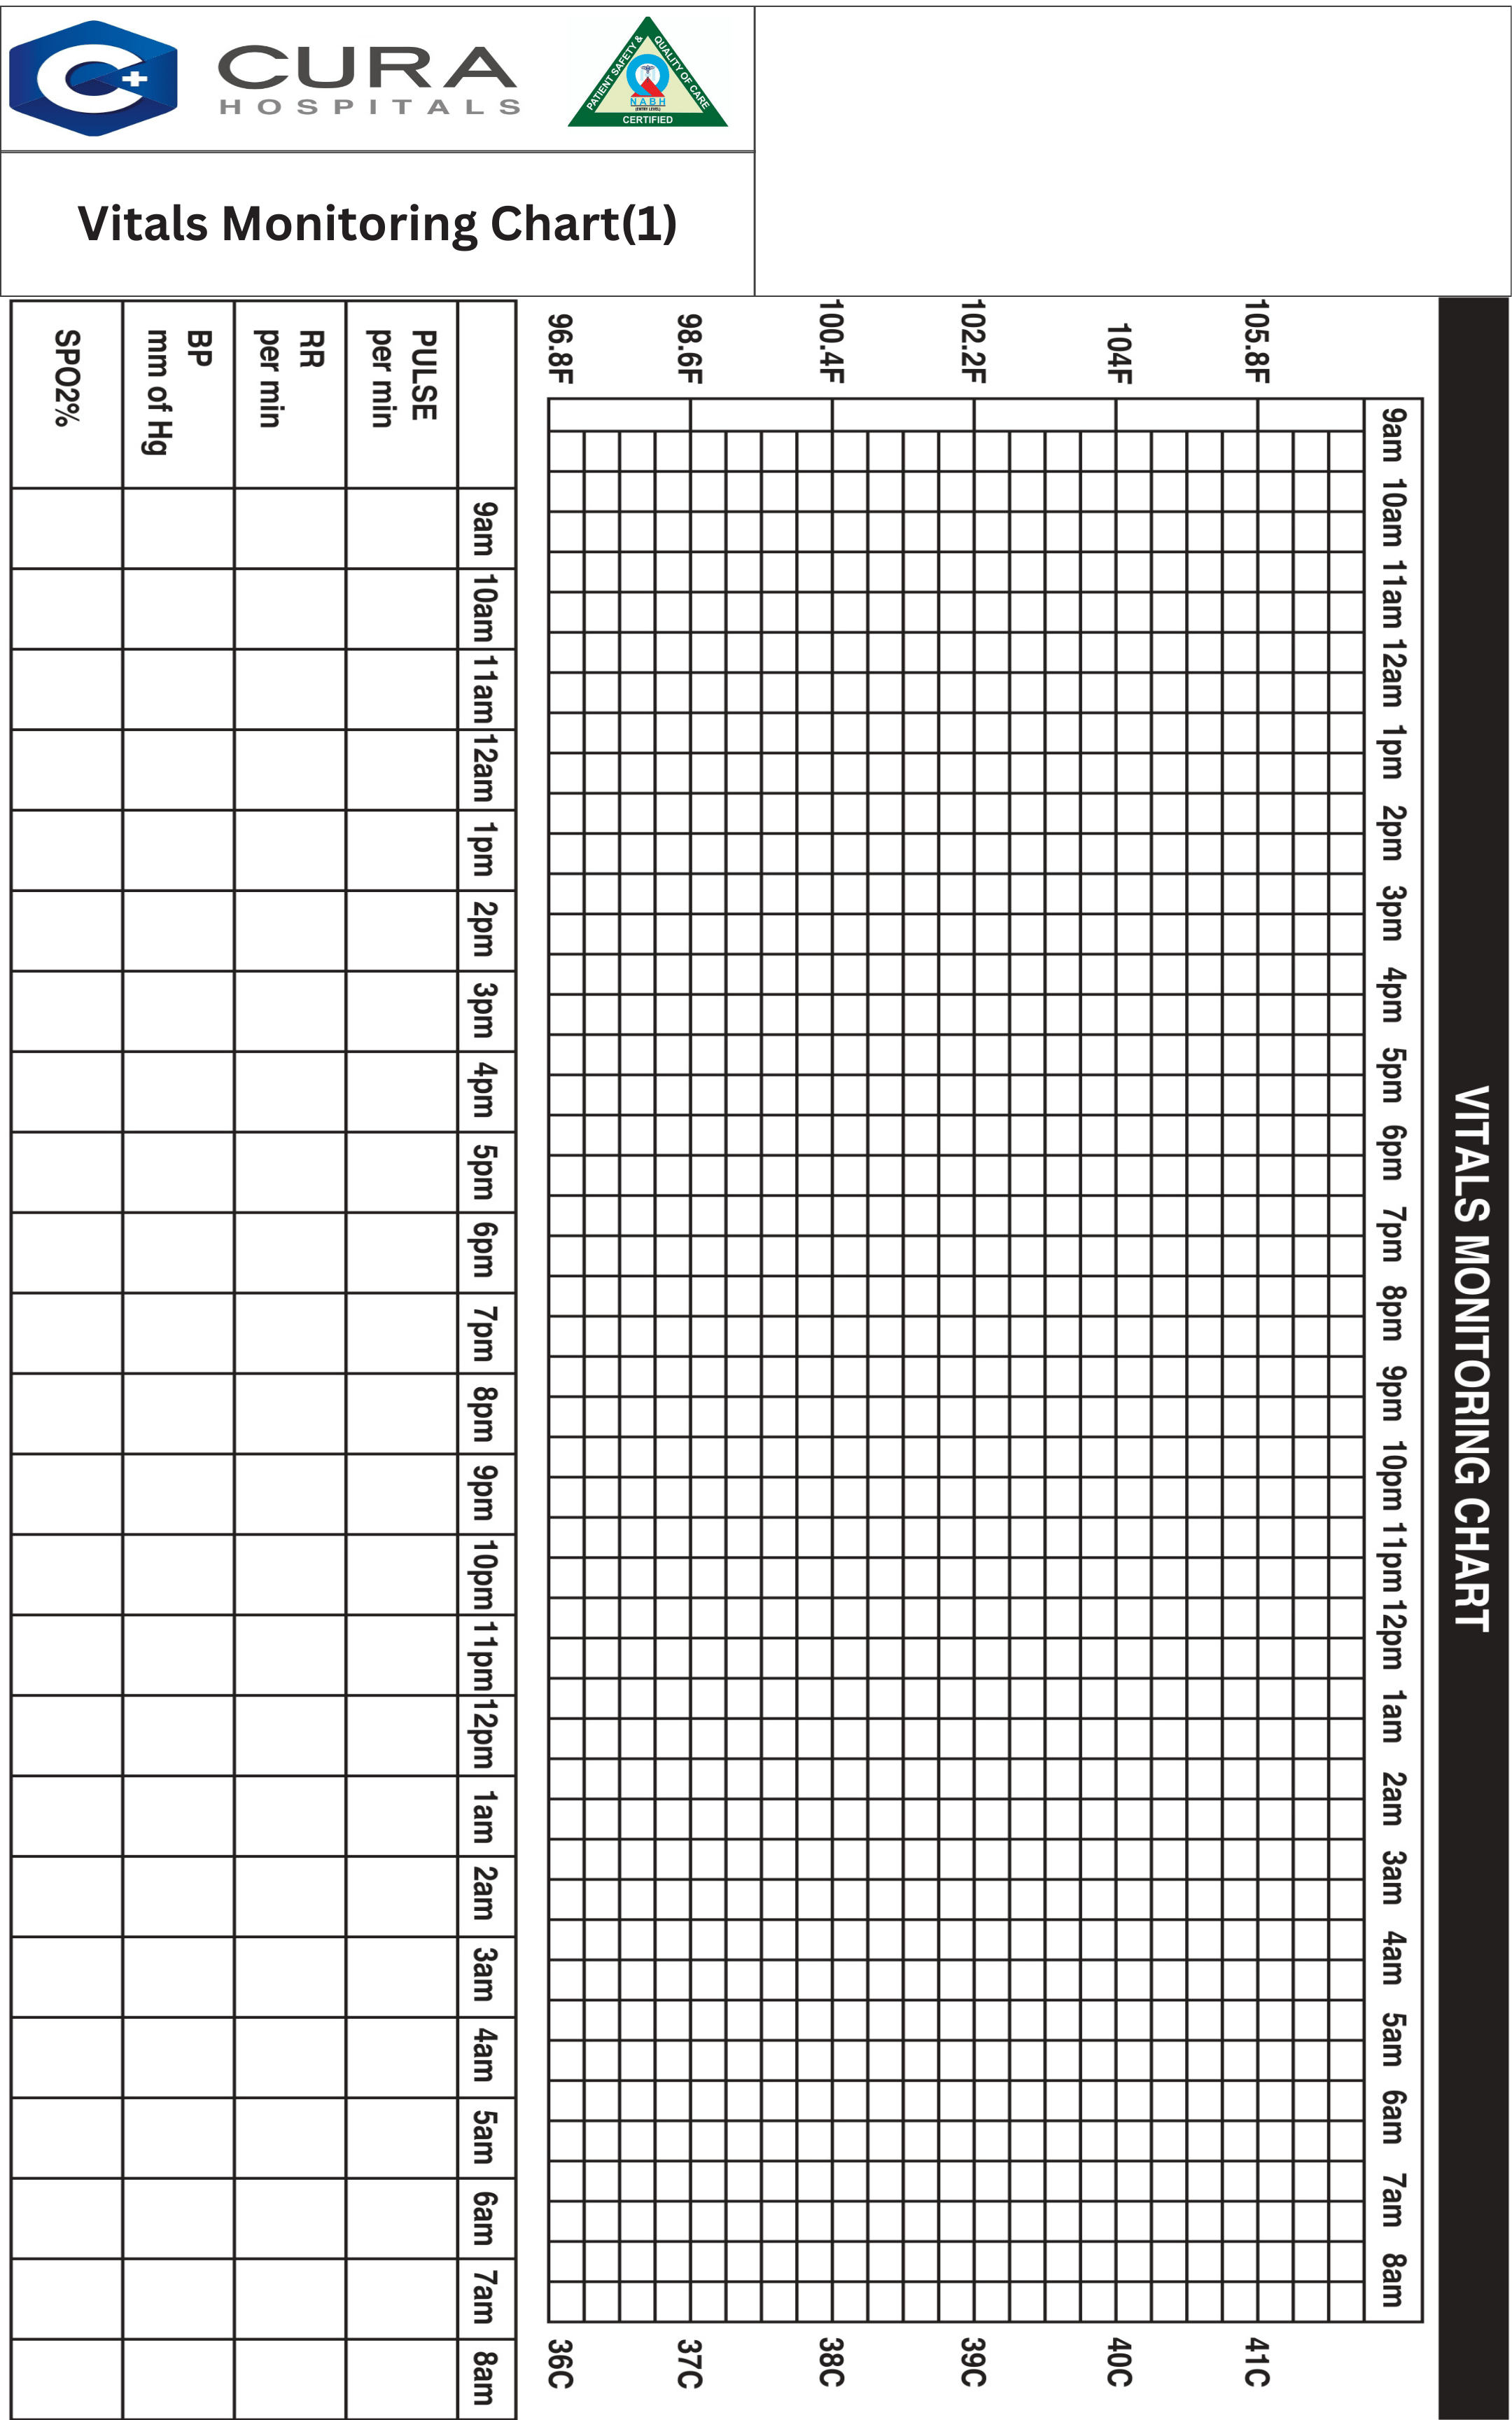 CURA
HOSPITALS
PATIENT SAFETY &
QUALITY OF CARE
NABH
(ENTRY LEVEL)
CERTIFIED
Vitals Monitoring Chart(1)
VITALS MONITORING CHART
9am 10am 11am 12am 1pm 2pm 3pm 4pm 5pm 6pm 7pm 8pm 9pm 10pm 11pm 12pm 1am 2am 3am 4am 5am 6am 7am 8am
105.8F 41C
104F 40C
102.2F 39C
100.4F 38C
98.6F 37C
96.8F 36C
9am 10am 11am 12am 1pm 2pm 3pm 4pm 5pm 6pm 7pm 8pm 9pm 10pm 11pm 12pm 1am 2am 3am 4am 5am 6am 7am 8am
PULSE
per min
RR
per min
BP
mm of Hg
SPO2%